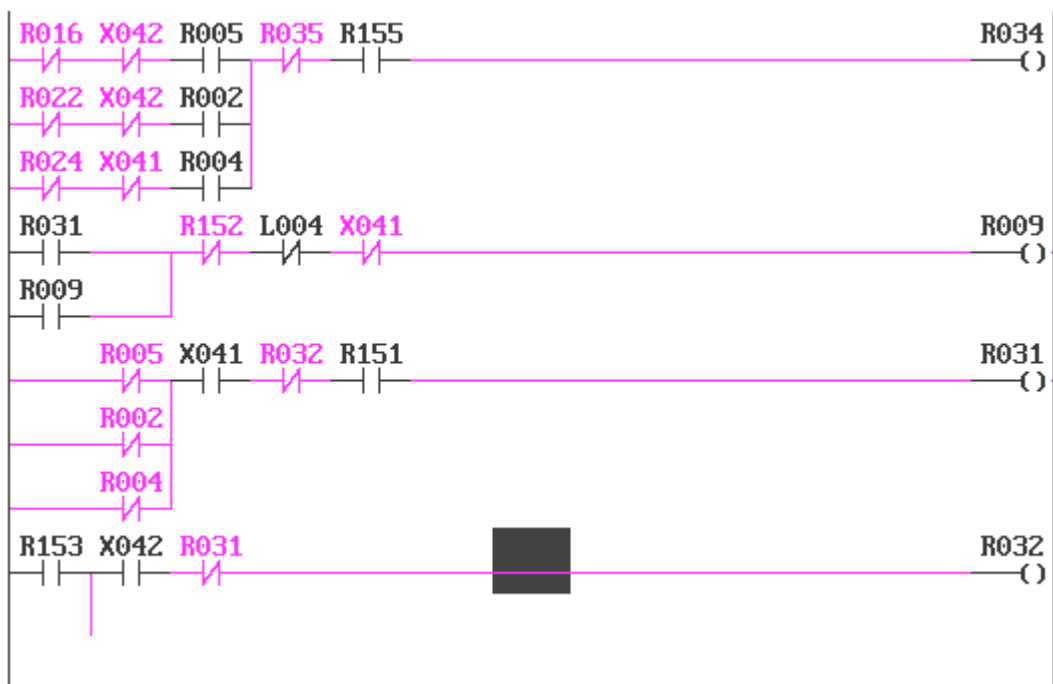 R016 X042 R005 R035 R155 R034
R022 X042 R002
R024 X041 R004
R031 R152 L004 X041 R009
R009
R005 X041 R032 R151 R031
R002
R004
R153 X042 R031 R032